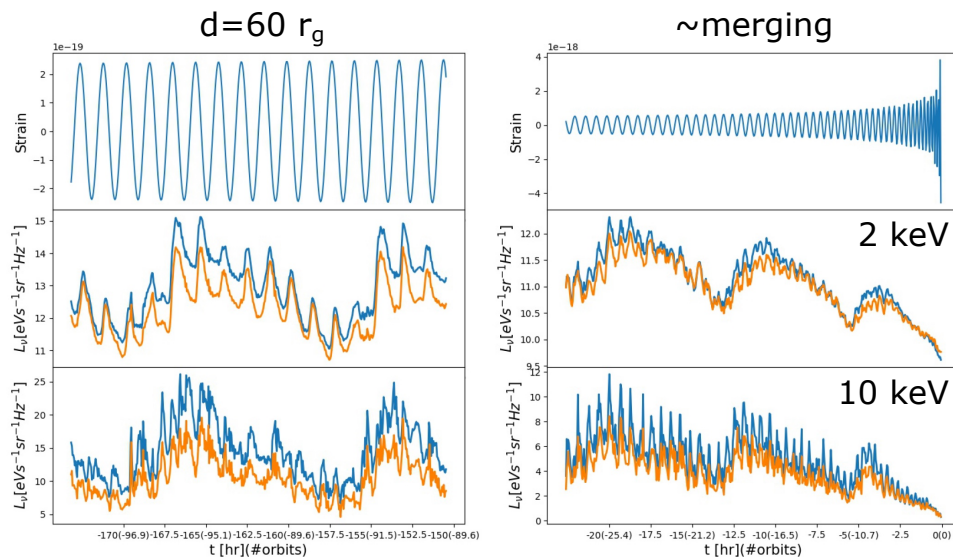 d=60 r_g
~merging
1e−19
2
1
0
−1
−2
Strain
1e−18
4
2
0
−2
−4
Strain
15
14
13
12
11
L_ν[eVs⁻¹sr⁻¹Hz⁻¹]
2 keV
12.0
11.5
11.0
10.5
10.0
9.5
L_ν[eVs⁻¹sr⁻¹Hz⁻¹]
25
20
15
10
5
L_ν[eVs⁻¹sr⁻¹Hz⁻¹]
10 keV
12
10
8
6
4
2
0
L_ν[eVs⁻¹sr⁻¹Hz⁻¹]
-170(-96.9) -167.5 -165(-95.1) -162.5 -160(-89.6) -157.5 -155(-91.5) -152.5 -150(-89.6)
t [hr](#orbits)
-20(-25.4) -17.5 -15(-21.2) -12.5 -10(-16.5) -7.5 -5(-10.7) -2.5 0(0)
t [hr](#orbits)